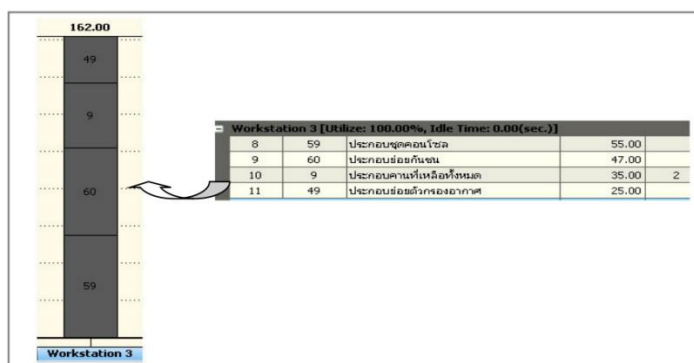 162.00
49
9
60
59
Workstation 3
Workstation 3 [Utilize: 100.00%, Idle Time: 0.00(sec.)]
8 59 ประกอบชุดคอนโซล 55.00
9 60 ประกอบย่อยกันชน 47.00
10 9 ประกอบคานที่เหลือทั้งหมด 35.00 2
11 49 ประกอบย่อยตัวกรองอากาศ 25.00